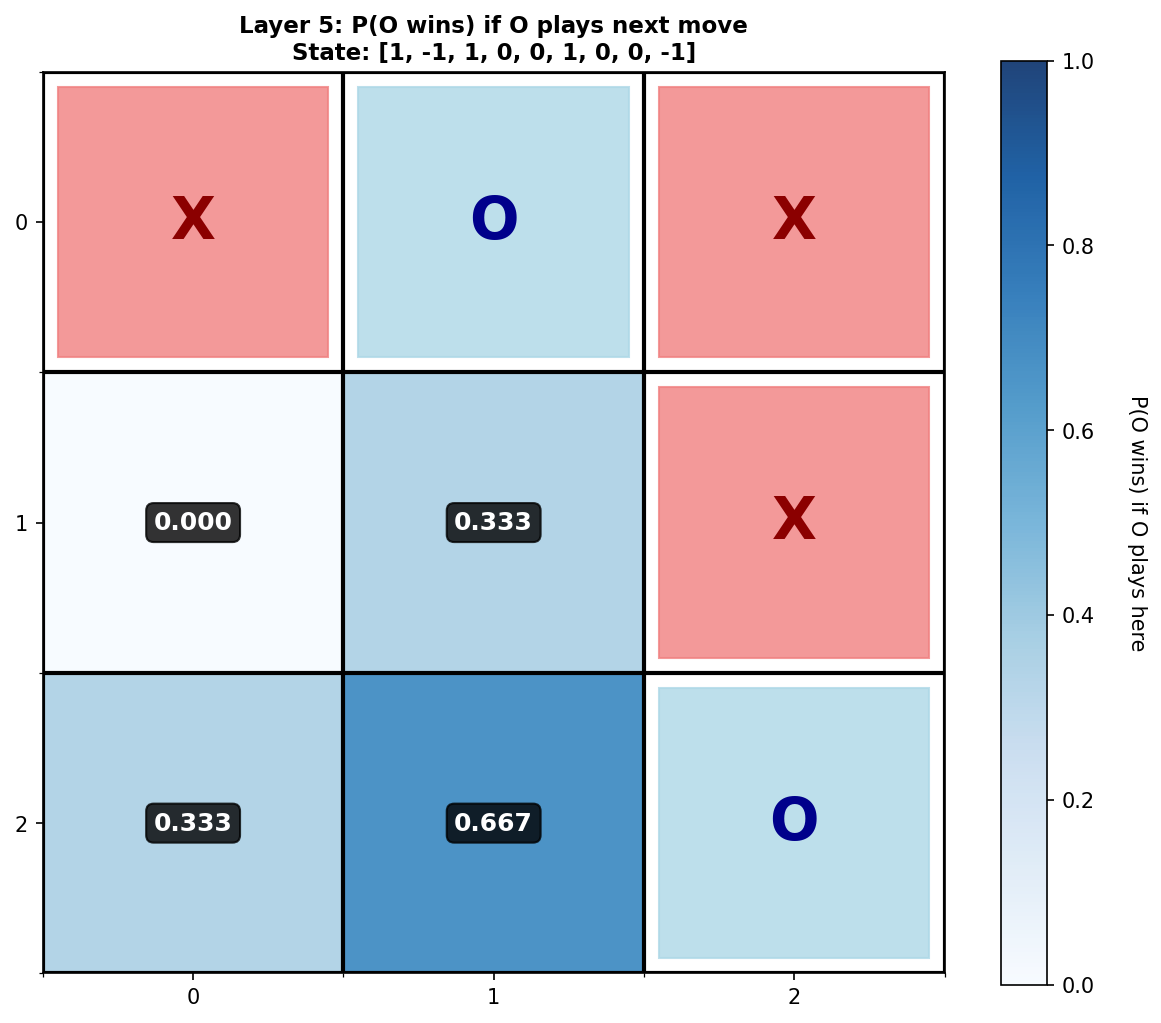 Layer 5: P(O wins) if O plays next move
State: [1, -1, 1, 0, 0, 1, 0, 0, -1]
X
O
X
0
0.000
0.333
X
1
0.333
0.667
O
2
0
1
2
1.0
0.8
0.6
0.4
0.2
0.0
P(O wins) if O plays here